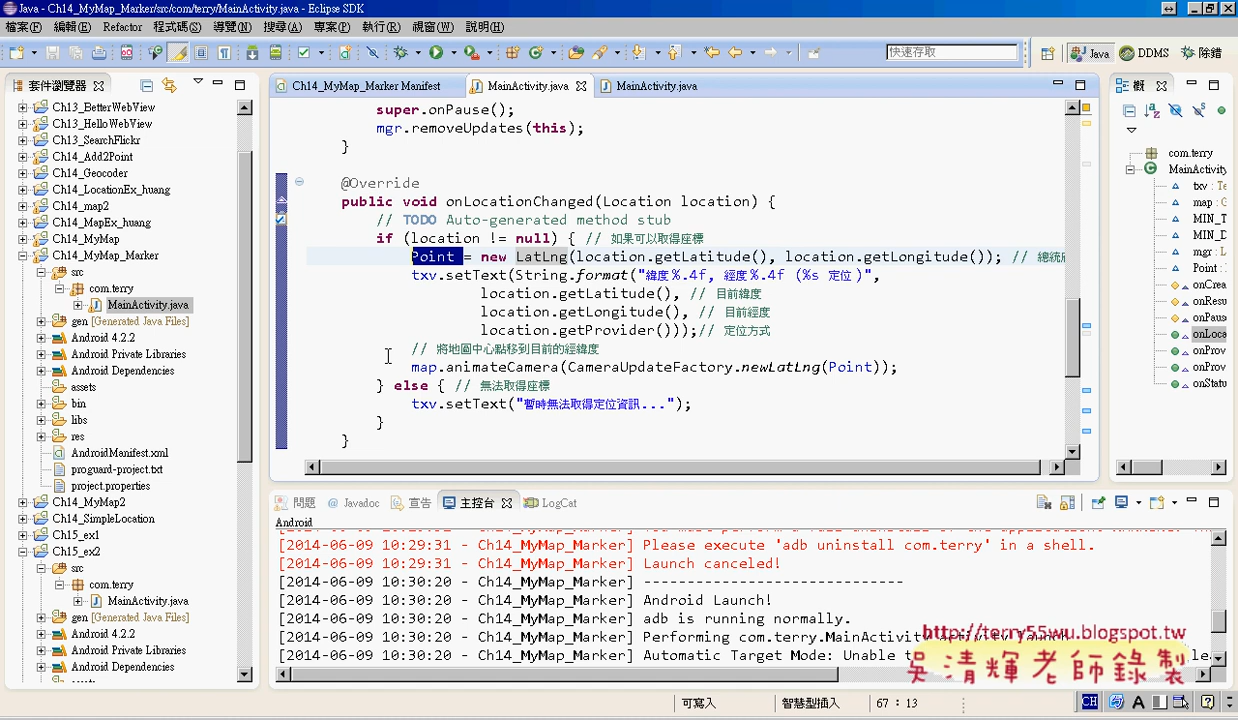 Java - Ch14_MyMap_Marker/src/com/terry/MainActivity.java - Eclipse SDK
檔案(F) 編輯(E) Refactor 程式碼(S) 導覽(N) 搜尋(A) 專案(P) 執行(R) 視窗(W) 說明(H)
快速存取 Java DDMS 除錯
套件瀏覽器
Ch14_MyMap_Marker Manifest MainActivity.java MainActivity.java
概
Ch13_BetterWebView
Ch13_HelloWebView
Ch13_SearchFlickr
Ch14_Add2Point
Ch14_Geocoder
Ch14_LocationEx_huang
Ch14_map2
Ch14_MapEx_huang
Ch14_MyMap
Ch14_MyMap_Marker
src
com.terry
MainActivity.java
gen [Generated Java Files]
Android 4.2.2
Android Private Libraries
Android Dependencies
assets
bin
libs
res
AndroidManifest.xml
proguard-project.txt
project.properties
Ch14_MyMap2
Ch14_SimpleLocation
Ch15_ex1
Ch15_ex2
src
com.terry
MainActivity.java
gen [Generated Java Files]
Android 4.2.2
Android Private Libraries
Android Dependencies
super.onPause();
mgr.removeUpdates(this);
}
@Override
public void onLocationChanged(Location location) {
// TODO Auto-generated method stub
if (location != null) { // 如果可以取得座標
Point = new LatLng(location.getLatitude(), location.getLongitude()); // 總統
txv.setText(String.format("緯度%.4f, 經度%.4f (%s 定位)",
location.getLatitude(), // 目前緯度
location.getLongitude(), // 目前經度
location.getProvider()));// 定位方式
// 將地圖中心點移到目前的經緯度
map.animateCamera(CameraUpdateFactory.newLatLng(Point));
} else { // 無法取得座標
txv.setText("暫時無法取得定位資訊...");
}
}
com.terry
MainActivity
txv : Te
map : G
MIN_T
MIN_D
mgr : L
Point :
onCrea
onResu
onPaus
onLoca
onProv
onProv
onStatu
問題 @ Javadoc 宣告 主控台 LogCat
Android
[2014-06-09 10:29:31 - Ch14_MyMap_Marker] Please execute 'adb uninstall com.terry' in a shell.
[2014-06-09 10:29:31 - Ch14_MyMap_Marker] Launch canceled!
[2014-06-09 10:30:20 - Ch14_MyMap_Marker] ------------------------------
[2014-06-09 10:30:20 - Ch14_MyMap_Marker] Android Launch!
[2014-06-09 10:30:20 - Ch14_MyMap_Marker] adb is running normally.
[2014-06-09 10:30:20 - Ch14_MyMap_Marker] Performing com.terry.MainActivity activity launch
[2014-06-09 10:30:20 - Ch14_MyMap_Marker] Automatic Target Mode: Unable
http://terry55wu.blogspot.tw
吳清輝老師錄製
可寫入 智慧型插入 67 : 13
CH A